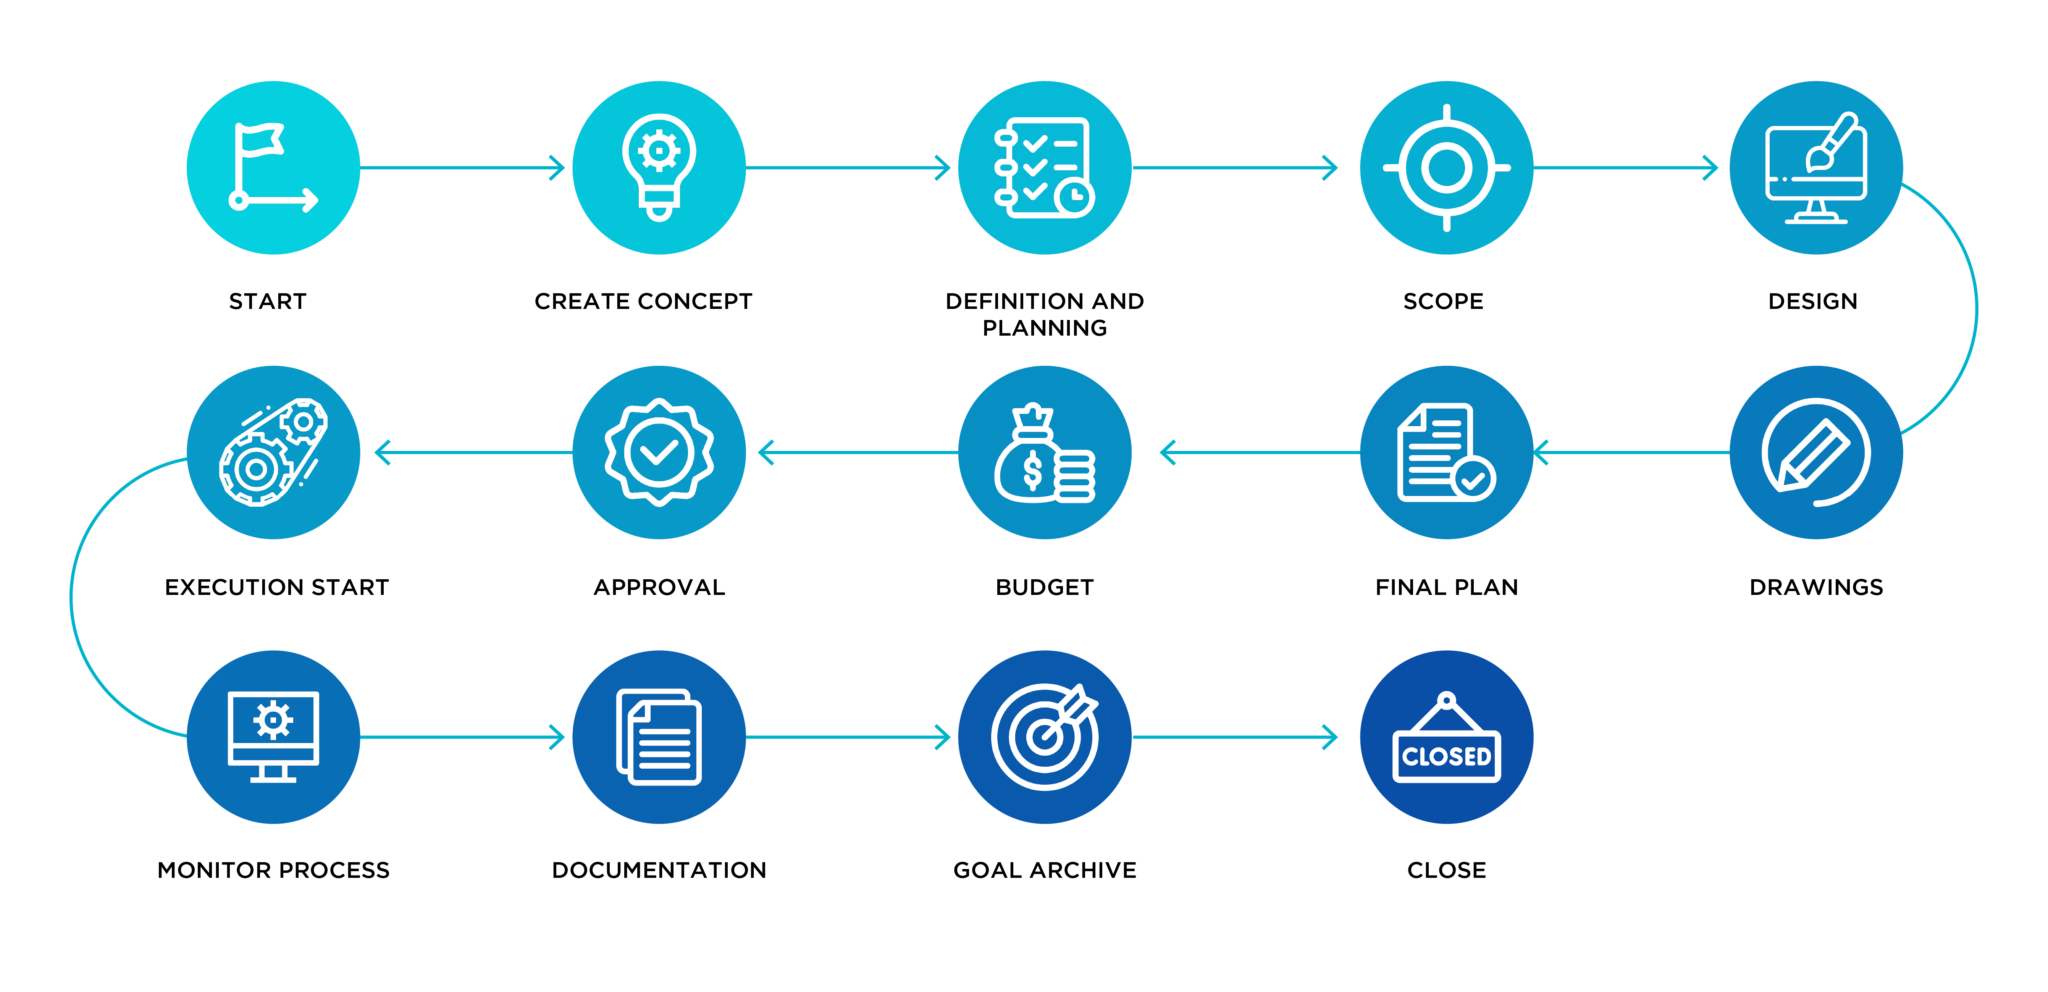 START
CREATE CONCEPT
DEFINITION AND
PLANNING
SCOPE
DESIGN
$
EXECUTION START
APPROVAL
BUDGET
FINAL PLAN
DRAWINGS
CLOSED
MONITOR PROCESS
DOCUMENTATION
GOAL ARCHIVE
CLOSE